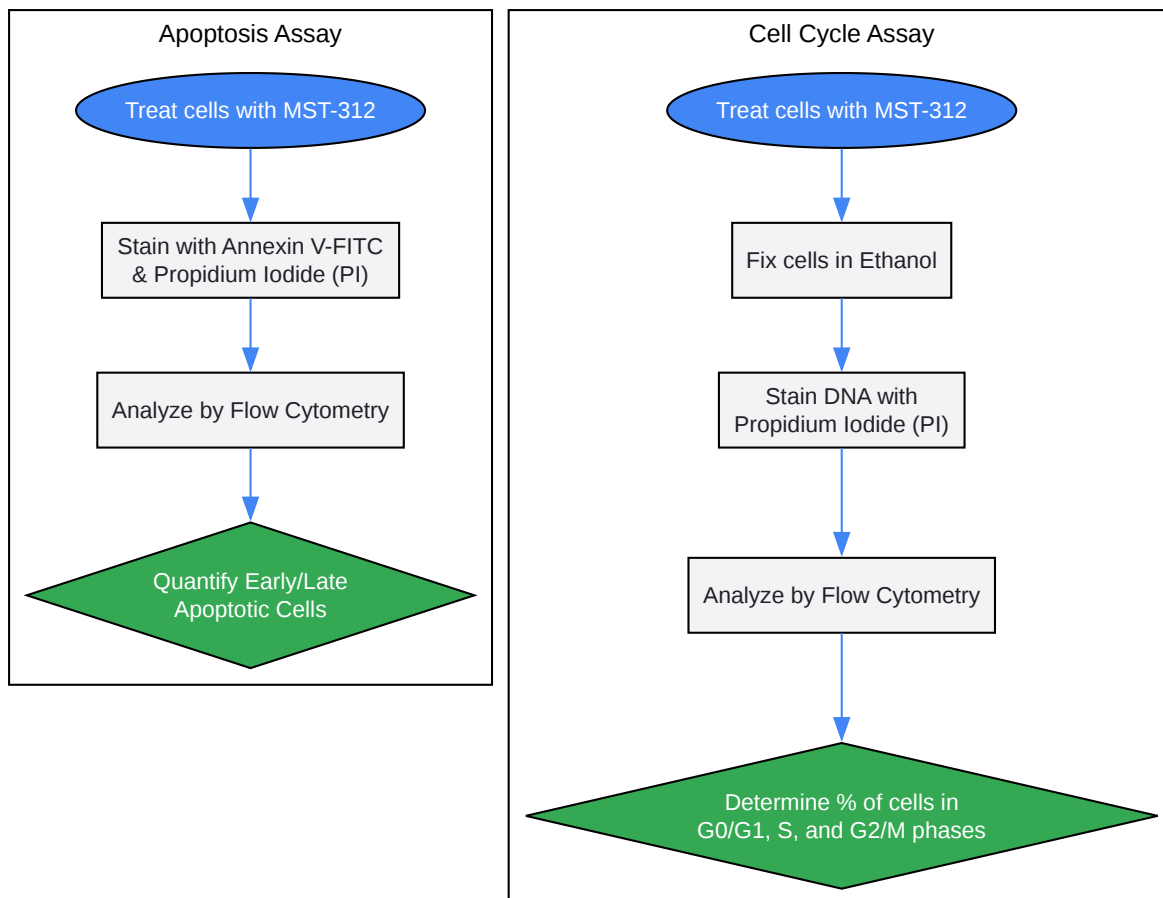 Apoptosis Assay
Treat cells with MST-312
Stain with Annexin V-FITC
& Propidium Iodide (PI)
Analyze by Flow Cytometry
Quantify Early/Late
Apoptotic Cells
Cell Cycle Assay
Treat cells with MST-312
Fix cells in Ethanol
Stain DNA with
Propidium Iodide (PI)
Analyze by Flow Cytometry
Determine % of cells in
G0/G1, S, and G2/M phases